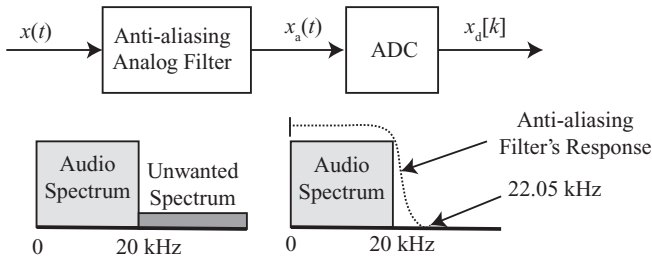 x(t)
Anti-aliasing
Analog Filter
xₐ(t)
ADC
x_d[k]
Audio
Spectrum
Unwanted
Spectrum
0
20 kHz
Audio
Spectrum
0
20 kHz
Anti-aliasing
Filter's Response
22.05 kHz